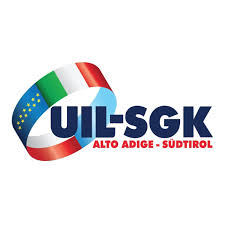 UIL-SGK
ALTO ADIGE - SÜDTIROL